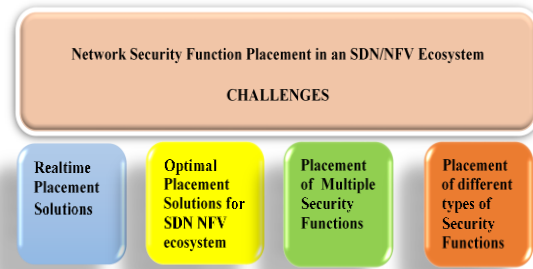 Network Security Function Placement in an SDN/NFV Ecosystem
CHALLENGES
Realtime
Placement
Solutions
Optimal
Placement
Solutions for
SDN NFV
ecosystem
Placement
of Multiple
Security
Functions
Placement
of different
types of
Security
Functions